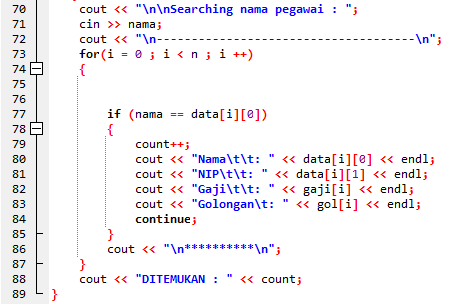 70 cout << "\n\nSearching nama pegawai : ";
71 cin >> nama;
72 cout << "\n-------------------------------------\n";
73 for(i = 0 ; i < n ; i ++)
74 {
75
76
77 if (nama == data[i][0])
78 {
79 count++;
80 cout << "Nama\t\t: " << data[i][0] << endl;
81 cout << "NIP\t\t: " << data[i][1] << endl;
82 cout << "Gaji\t\t: " << gaji[i] << endl;
83 cout << "Golongan\t: " << gol[i] << endl;
84 continue;
85 }
86 cout << "\n**********\n";
87 }
88 cout << "DITEMUKAN : " << count;
89 }